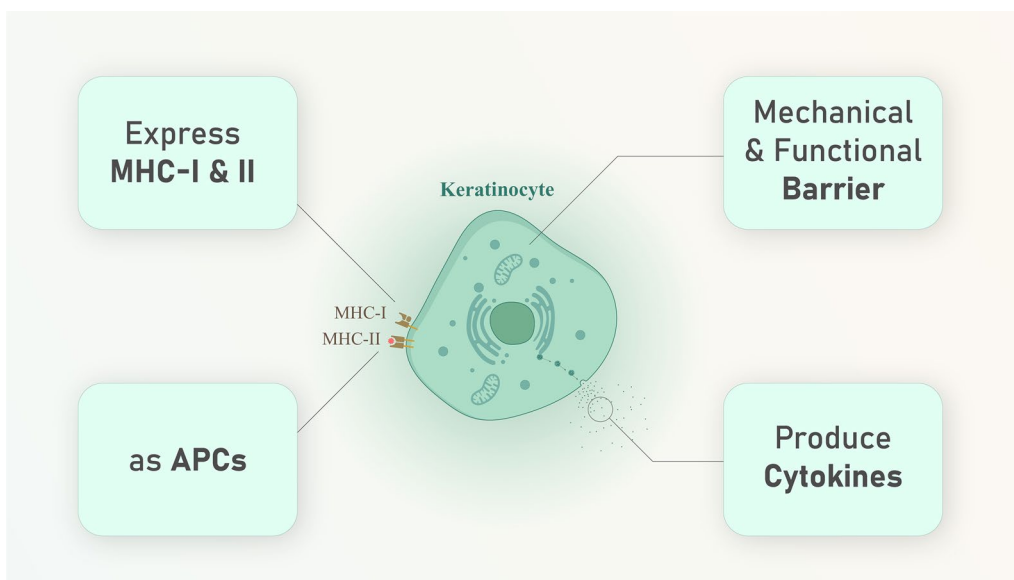 Express
MHC-I & II
Mechanical
& Functional
Barrier
Keratinocyte
MHC-I
MHC-II
as APCs
Produce
Cytokines